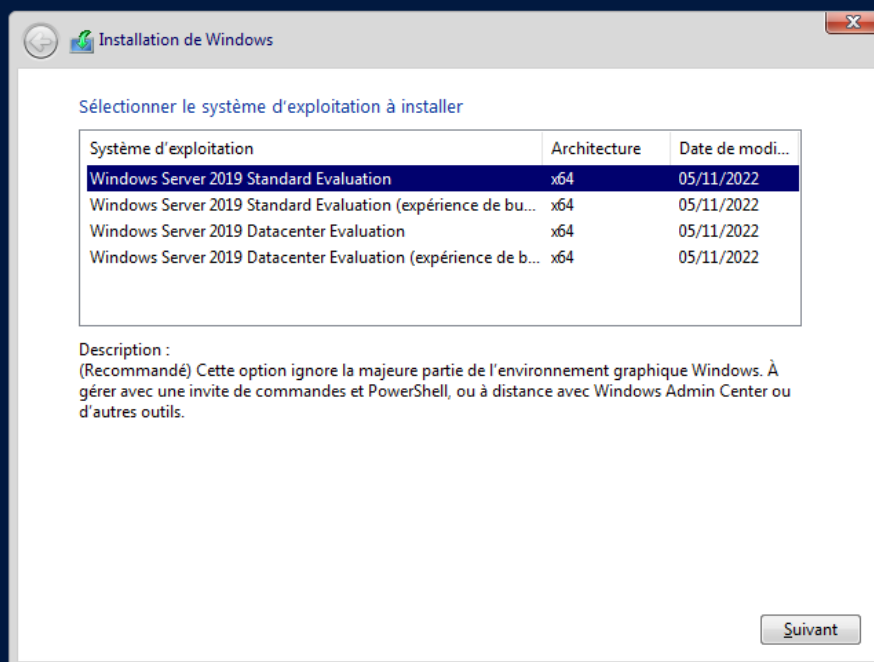 Installation de Windows
Sélectionner le système d'exploitation à installer
Système d'exploitation Architecture Date de modi...
Windows Server 2019 Standard Evaluation x64 05/11/2022
Windows Server 2019 Standard Evaluation (expérience de bu... x64 05/11/2022
Windows Server 2019 Datacenter Evaluation x64 05/11/2022
Windows Server 2019 Datacenter Evaluation (expérience de b... x64 05/11/2022
Description :
(Recommandé) Cette option ignore la majeure partie de l'environnement graphique Windows. À
gérer avec une invite de commandes et PowerShell, ou à distance avec Windows Admin Center ou
d'autres outils.
Suivant